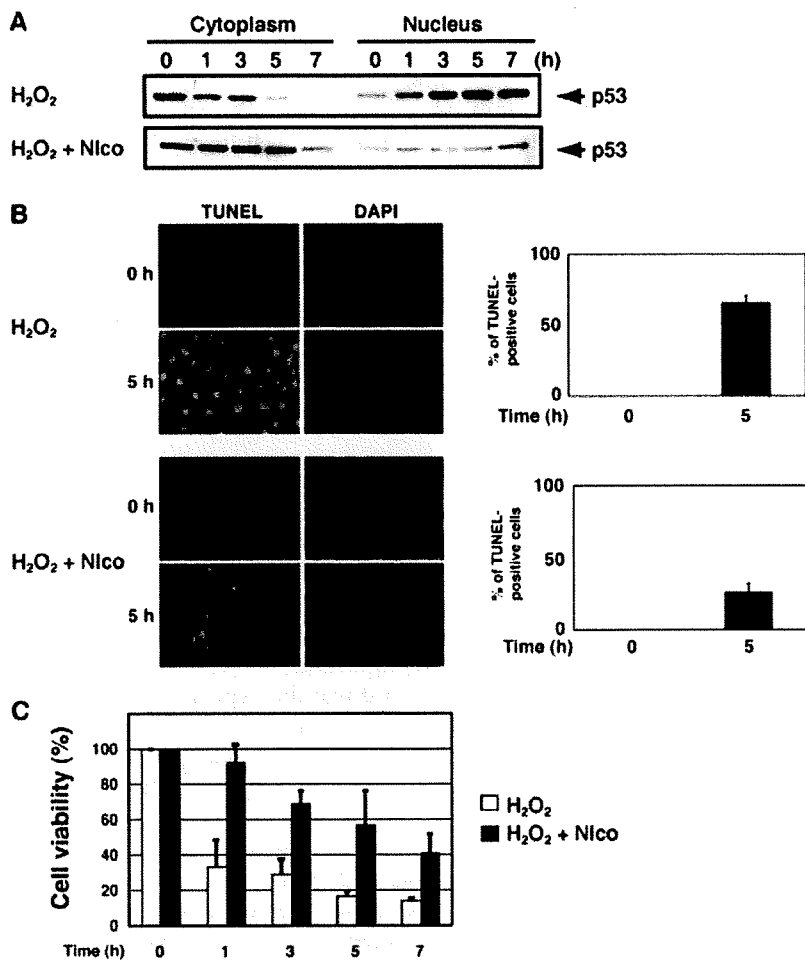 A
Cytoplasm Nucleus
0 1 3 5 7 0 1 3 5 7 (h)
H₂O₂ p53
H₂O₂ + Nico p53
B
TUNEL DAPI
0 h
H₂O₂
5 h
0 h
H₂O₂ + Nico
5 h
% of TUNEL-
positive cells
100
50
0
Time (h) 0 5
% of TUNEL-
positive cells
100
50
0
Time (h) 0 5
C
Cell viability (%)
100
80
60
40
20
0
Time (h) 0 1 3 5 7
H₂O₂
H₂O₂ + Nico